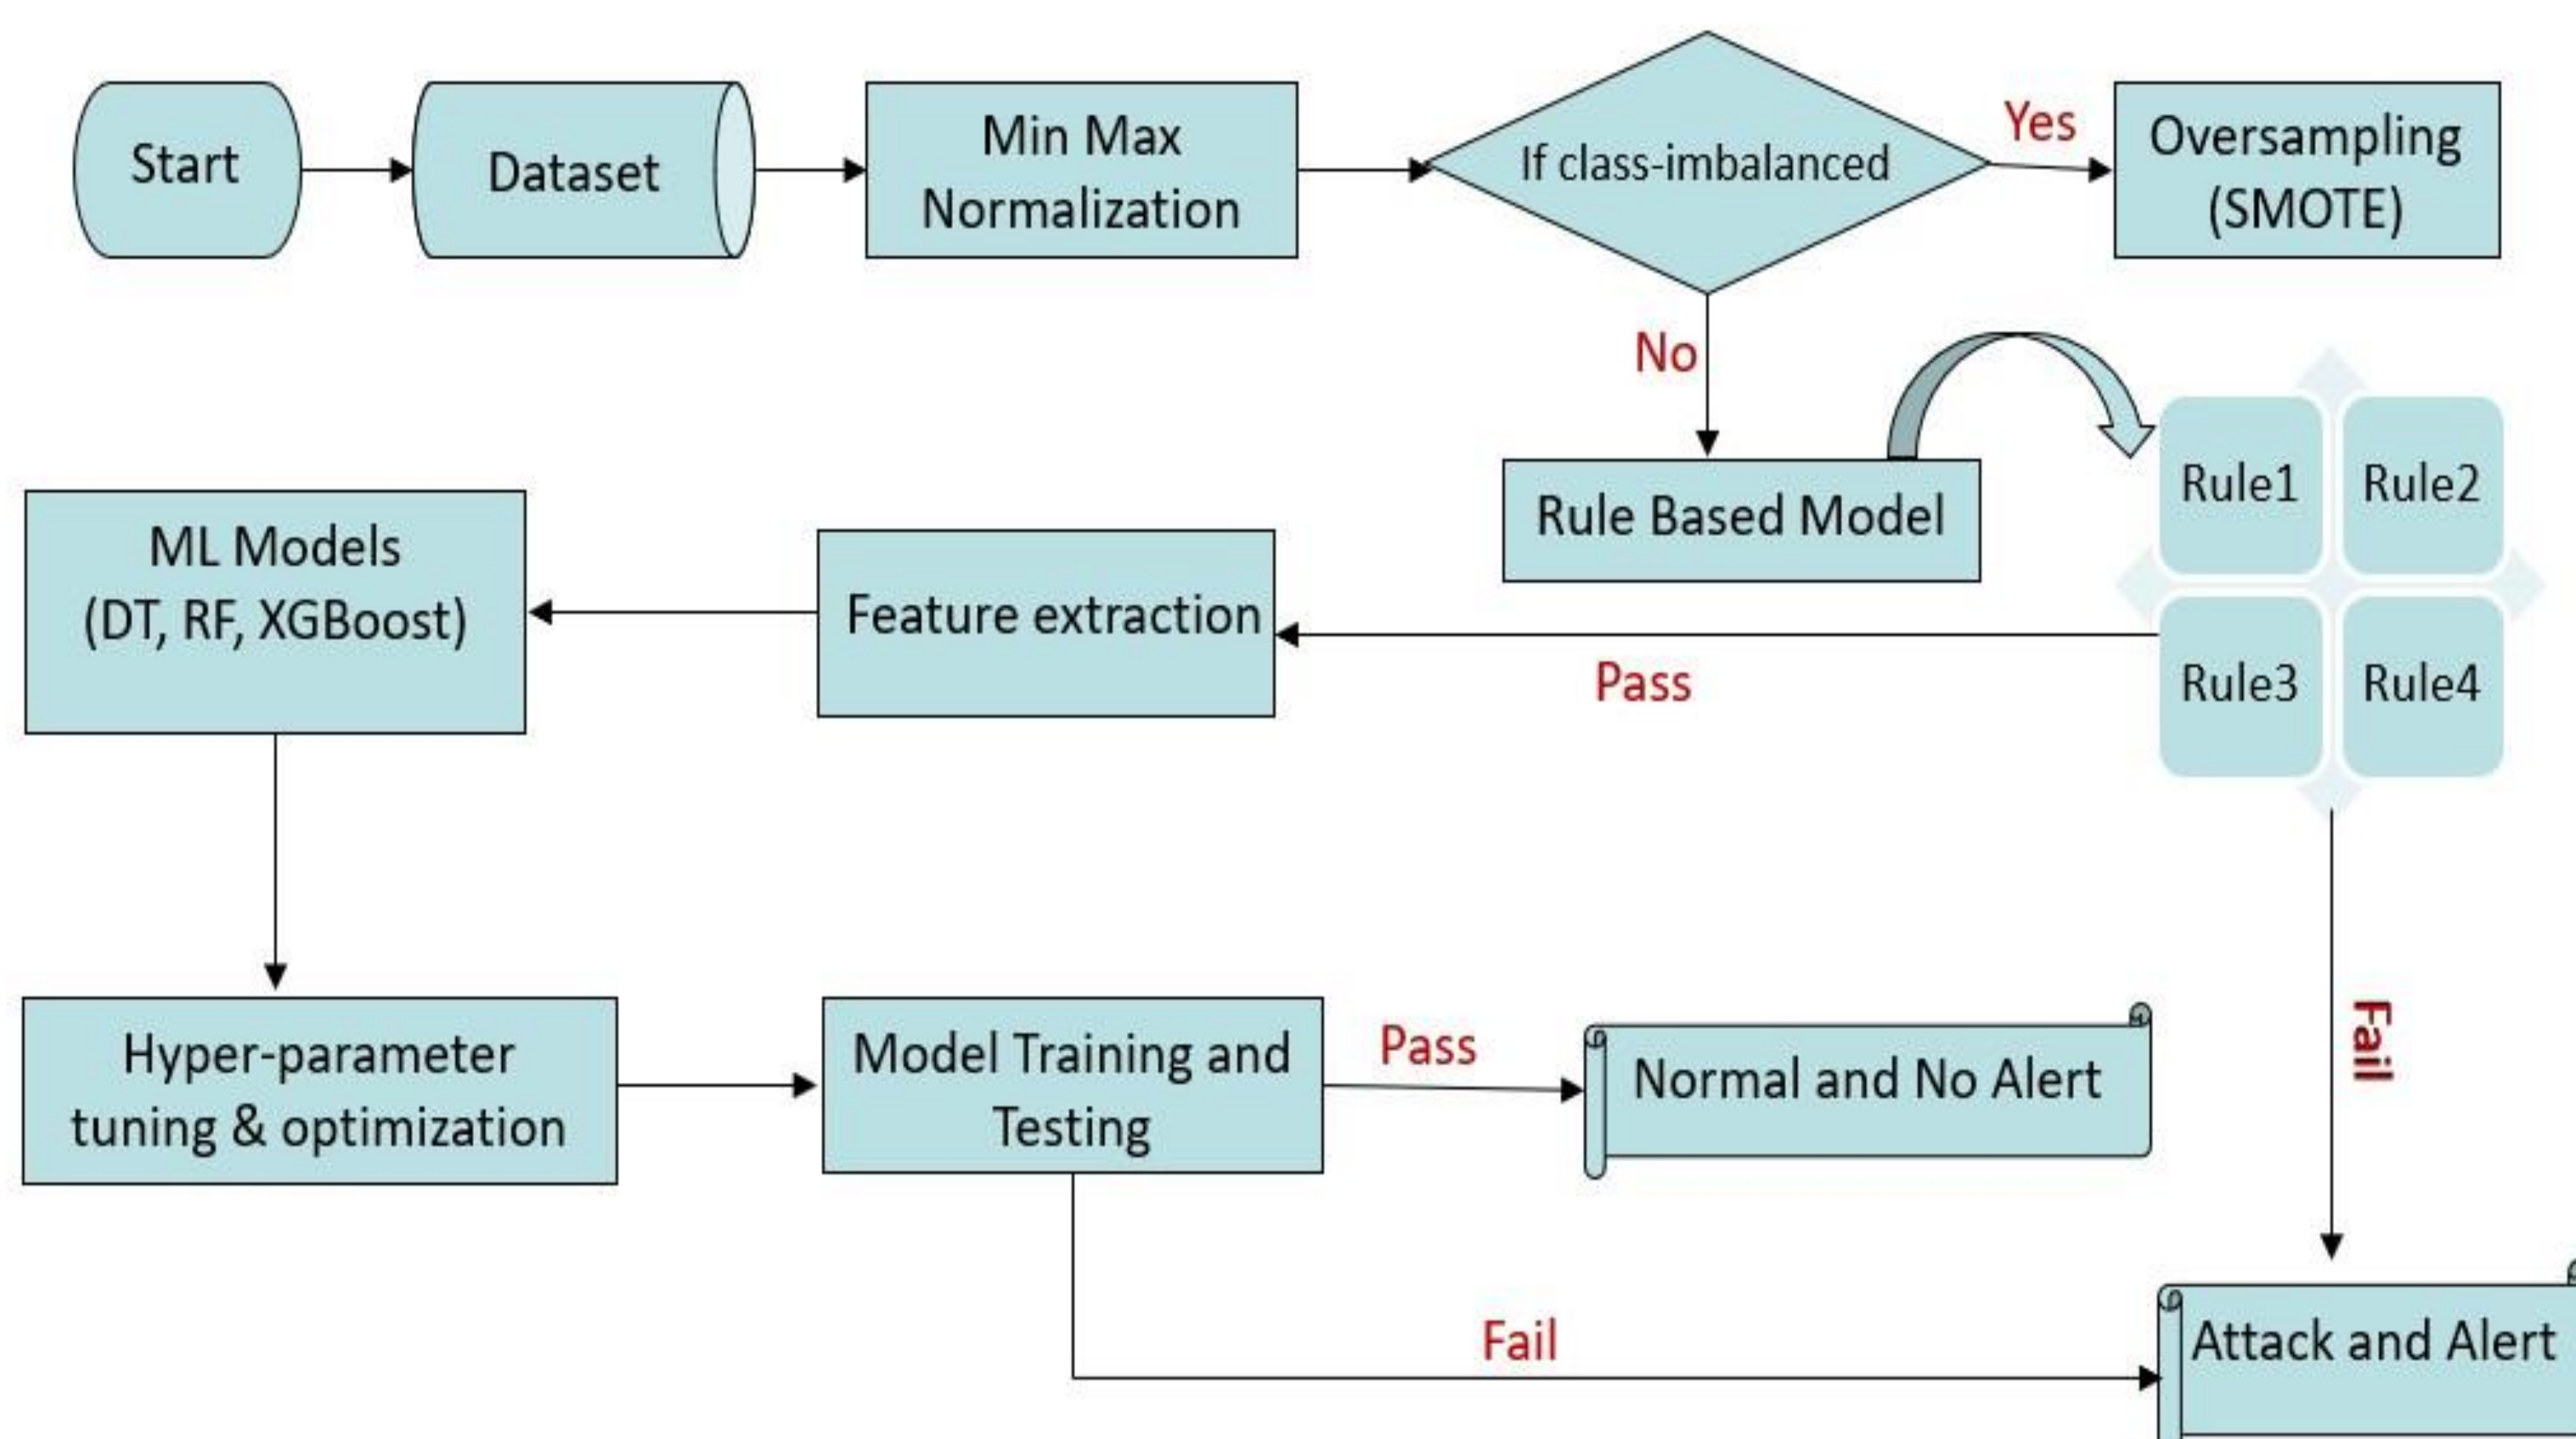 Start
Dataset
Min Max
Normalization
If class-imbalanced
Yes
Oversampling
(SMOTE)
No
Rule Based Model
Rule1
Rule2
Rule3
Rule4
Pass
Feature extraction
ML Models
(DT, RF, XGBoost)
Hyper-parameter
tuning & optimization
Model Training and
Testing
Pass
Normal and No Alert
Fail
Fail
Attack and Alert